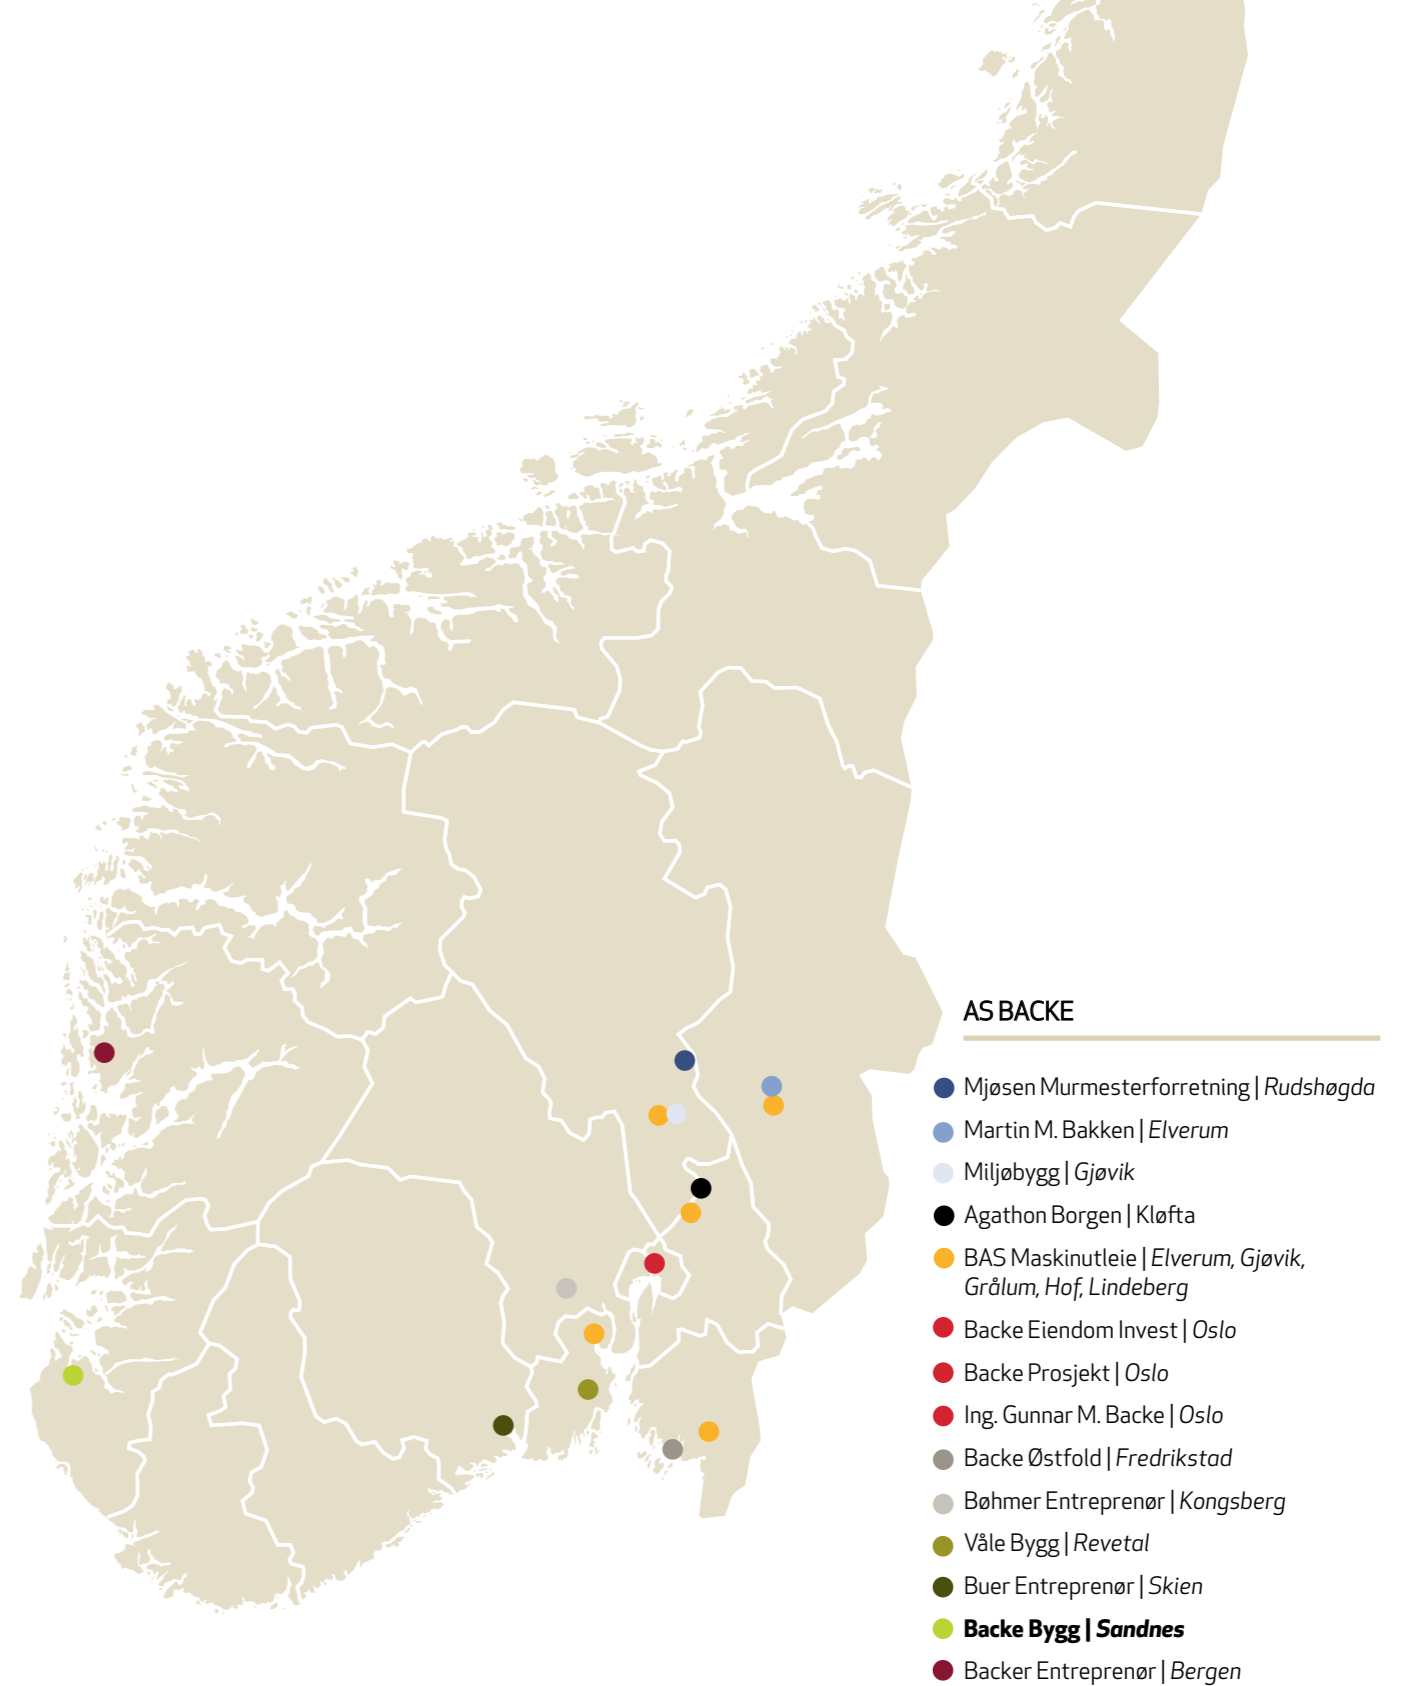 AS BACKE
Mjøsen Murmesterforretning | Rudshøgda
Martin M. Bakken | Elverum
Miljøbygg | Gjøvik
Agathon Borgen | Kløfta
BAS Maskinutleie | Elverum, Gjøvik,
Grålum, Hof, Lindeberg
Backe Eiendom Invest | Oslo
Backe Prosjekt | Oslo
Ing. Gunnar M. Backe | Oslo
Backe Østfold | Fredrikstad
Bøhmer Entreprenør | Kongsberg
Våle Bygg | Revetal
Buer Entreprenør | Skien
Backe Bygg | Sandnes
Backer Entreprenør | Bergen